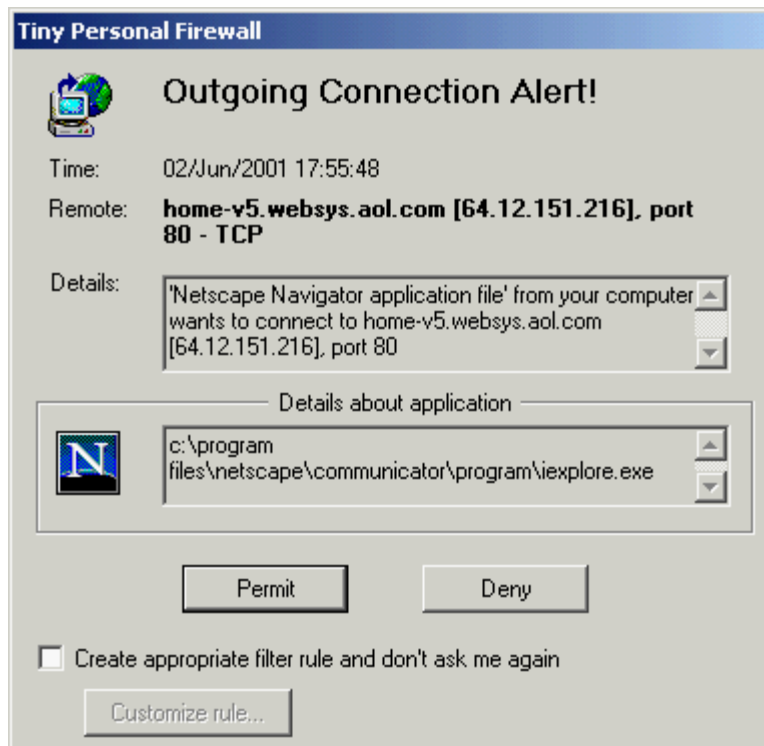 Tiny Personal Firewall
Outgoing Connection Alert!
Time: 02/Jun/2001 17:55:48
Remote: home-v5.websys.aol.com [64.12.151.216], port
80 - TCP
Details: 'Netscape Navigator application file' from your computer
wants to connect to home-v5.websys.aol.com
[64.12.151.216], port 80
Details about application
N
c:\program
files\netscape\communicator\program\iexplore.exe
Permit Deny
Create appropriate filter rule and don't ask me again
Customize rule...